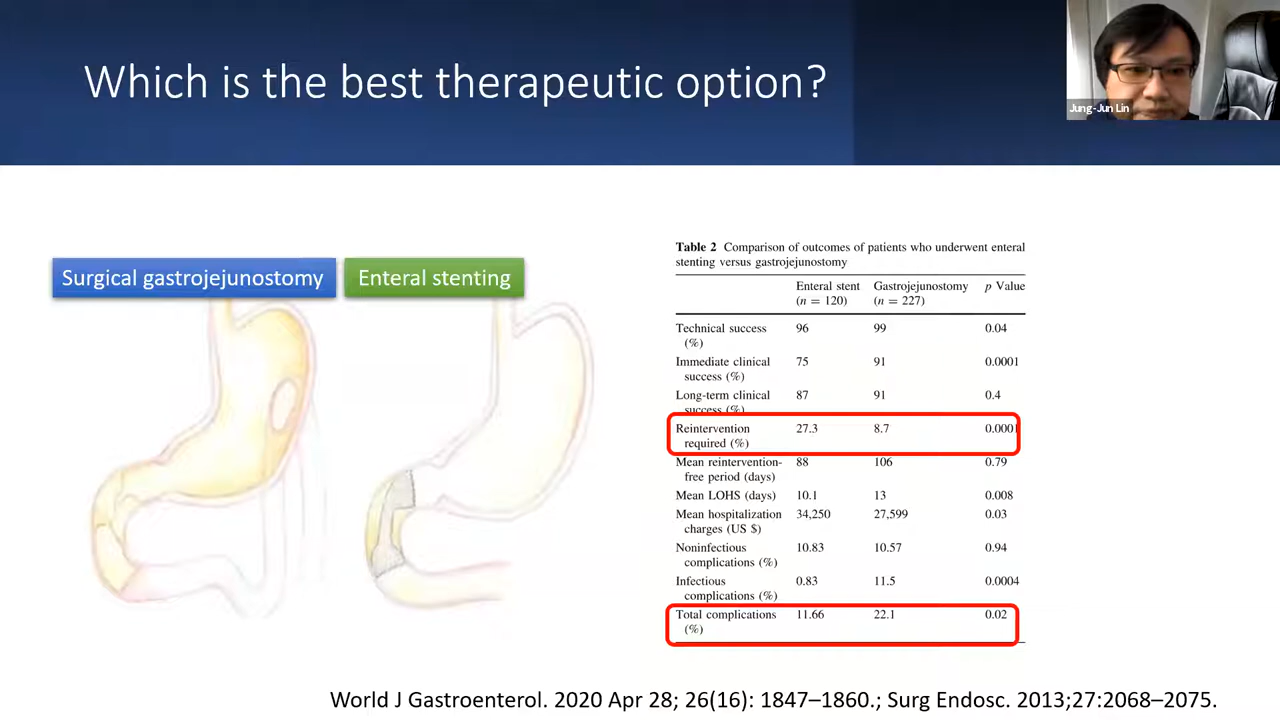 Which is the best therapeutic option?
Jung-Jun Lin
Surgical gastrojejunostomy
Enteral stenting
Table 2 Comparison of outcomes of patients who underwent enteral
stenting versus gastrojejunostomy
Enteral stent Gastrojejunostomy p Value
(n = 120) (n = 227)
Technical success 96 99 0.04
(%)
Immediate clinical 75 91 0.0001
success (%)
Long-term clinical 87 91 0.4
success (%)
Reintervention 27.3 8.7 0.0001
required (%)
Mean reintervention- 88 106 0.79
free period (days)
Mean LOHS (days) 10.1 13 0.008
Mean hospitalization 34,250 27,599 0.03
charges (US $)
Noninfectious 10.83 10.57 0.94
complications (%)
Infectious 0.83 11.5 0.0004
complications (%)
Total complications 11.66 22.1 0.02
(%)
World J Gastroenterol. 2020 Apr 28; 26(16): 1847–1860.; Surg Endosc. 2013;27:2068–2075.